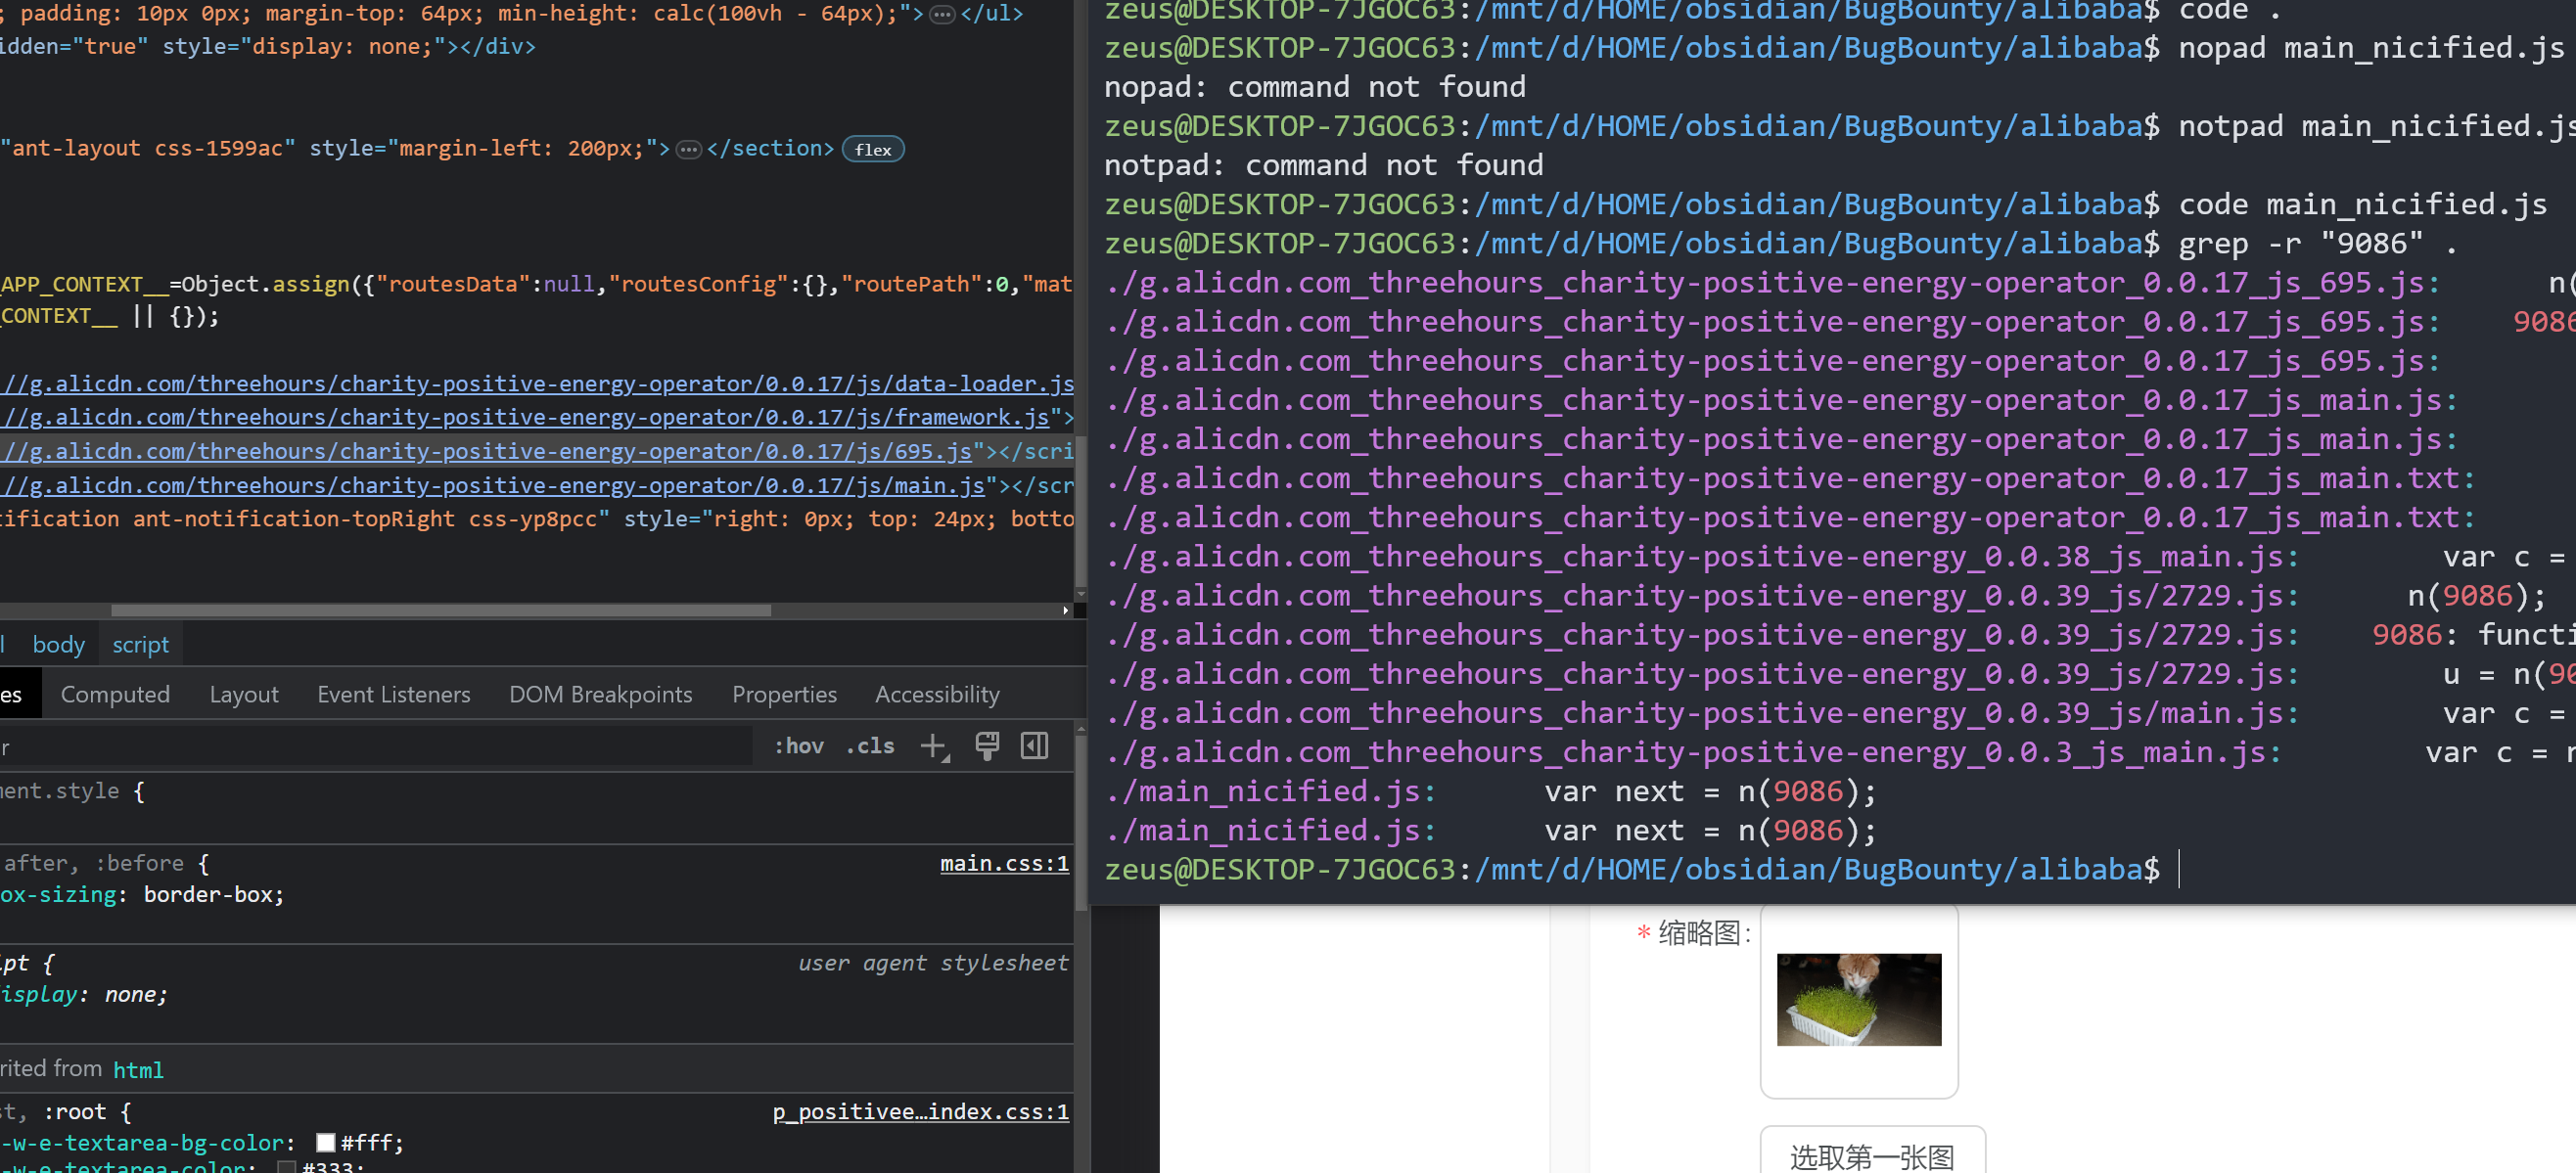 ; padding: 10px 0px; margin-top: 64px; min-height: calc(100vh - 64px);">⋯</ul>
idden="true" style="display: none;"></div>
"ant-layout css-1599ac" style="margin-left: 200px;">⋯</section> flex
_APP_CONTEXT__=Object.assign({"routesData":null,"routesConfig":{},"routePath":0,"mat
_CONTEXT__ || {});
//g.alicdn.com/threehours/charity-positive-energy-operator/0.0.17/js/data-loader.js
//g.alicdn.com/threehours/charity-positive-energy-operator/0.0.17/js/framework.js">
//g.alicdn.com/threehours/charity-positive-energy-operator/0.0.17/js/695.js"></scri
//g.alicdn.com/threehours/charity-positive-energy-operator/0.0.17/js/main.js"></scr
tification ant-notification-topRight css-yp8pcc" style="right: 0px; top: 24px; botto
l body script
es Computed Layout Event Listeners DOM Breakpoints Properties Accessibility
r :hov .cls
ment.style {
after, :before { main.css:1
ox-sizing: border-box;
ipt { user agent stylesheet
display: none;
rited from html
st, :root { p_positivee…index.css:1
-w-e-textarea-bg-color: #fff;
-w-e-textarea-color: #333;
zeus@DESKTOP-7JGOC63:/mnt/d/HOME/obsidian/BugBounty/alibaba$ code .
zeus@DESKTOP-7JGOC63:/mnt/d/HOME/obsidian/BugBounty/alibaba$ nopad main_nicified.js
nopad: command not found
zeus@DESKTOP-7JGOC63:/mnt/d/HOME/obsidian/BugBounty/alibaba$ notpad main_nicified.js
notpad: command not found
zeus@DESKTOP-7JGOC63:/mnt/d/HOME/obsidian/BugBounty/alibaba$ code main_nicified.js
zeus@DESKTOP-7JGOC63:/mnt/d/HOME/obsidian/BugBounty/alibaba$ grep -r "9086" .
./g.alicdn.com_threehours_charity-positive-energy-operator_0.0.17_js_695.js: n(
./g.alicdn.com_threehours_charity-positive-energy-operator_0.0.17_js_695.js: 9086
./g.alicdn.com_threehours_charity-positive-energy-operator_0.0.17_js_695.js:
./g.alicdn.com_threehours_charity-positive-energy-operator_0.0.17_js_main.js:
./g.alicdn.com_threehours_charity-positive-energy-operator_0.0.17_js_main.js:
./g.alicdn.com_threehours_charity-positive-energy-operator_0.0.17_js_main.txt:
./g.alicdn.com_threehours_charity-positive-energy-operator_0.0.17_js_main.txt:
./g.alicdn.com_threehours_charity-positive-energy_0.0.38_js_main.js: var c =
./g.alicdn.com_threehours_charity-positive-energy_0.0.39_js/2729.js: n(9086);
./g.alicdn.com_threehours_charity-positive-energy_0.0.39_js/2729.js: 9086: functi
./g.alicdn.com_threehours_charity-positive-energy_0.0.39_js/2729.js: u = n(90
./g.alicdn.com_threehours_charity-positive-energy_0.0.39_js/main.js: var c =
./g.alicdn.com_threehours_charity-positive-energy_0.0.3_js_main.js: var c = n
./main_nicified.js: var next = n(9086);
./main_nicified.js: var next = n(9086);
zeus@DESKTOP-7JGOC63:/mnt/d/HOME/obsidian/BugBounty/alibaba$
* 缩略图:
选取第一张图